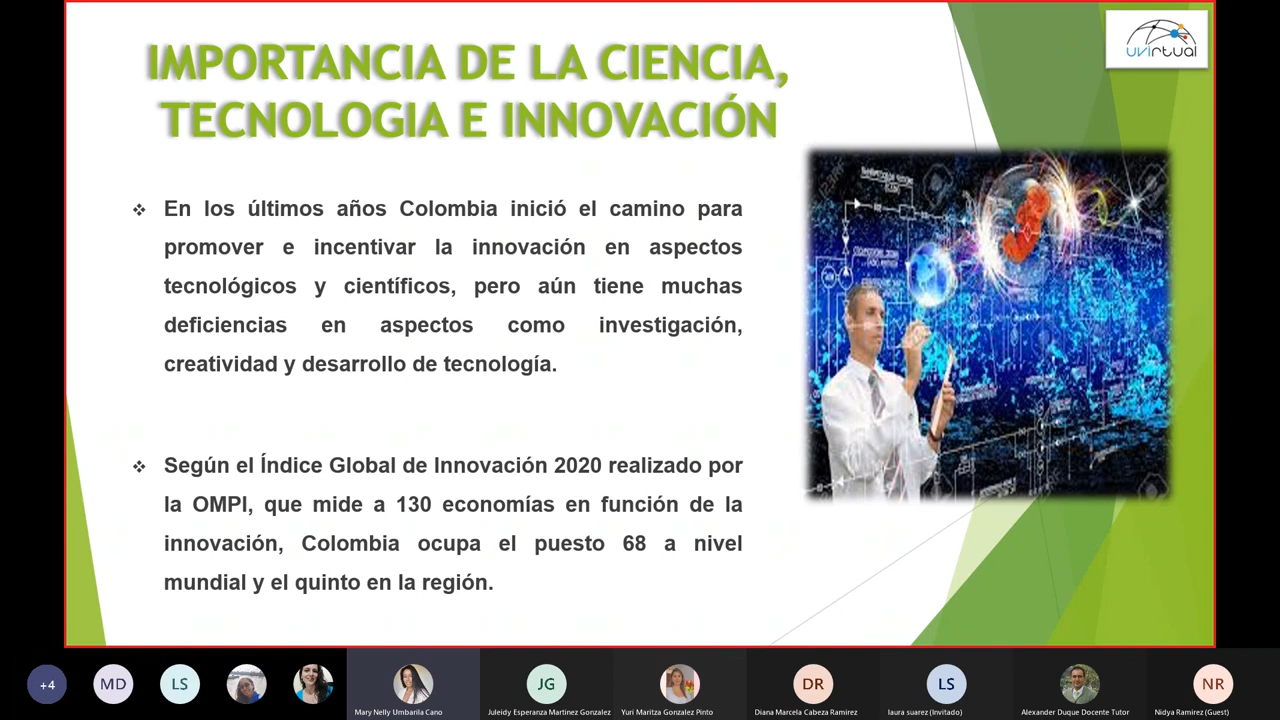 IMPORTANCIA DE LA CIENCIA,
TECNOLOGIA E INNOVACIÓN
uvirtual
❖ En los últimos años Colombia inició el camino para
promover e incentivar la innovación en aspectos
tecnológicos y científicos, pero aún tiene muchas
deficiencias en aspectos como investigación,
creatividad y desarrollo de tecnología.
❖ Según el Índice Global de Innovación 2020 realizado por
la OMPI, que mide a 130 economías en función de la
innovación, Colombia ocupa el puesto 68 a nivel
mundial y el quinto en la región.
+4
MD
LS
Mary Nelly Umbarila Cano
JG
Juleidy Esperanza Martinez Gonzalez
Yuri Maritza Gonzalez Pinto
DR
Diana Marcela Cabeza Ramirez
LS
laura suarez (Invitado)
Alexander Duque Docente Tutor
NR
Nidya Ramirez (Guest)